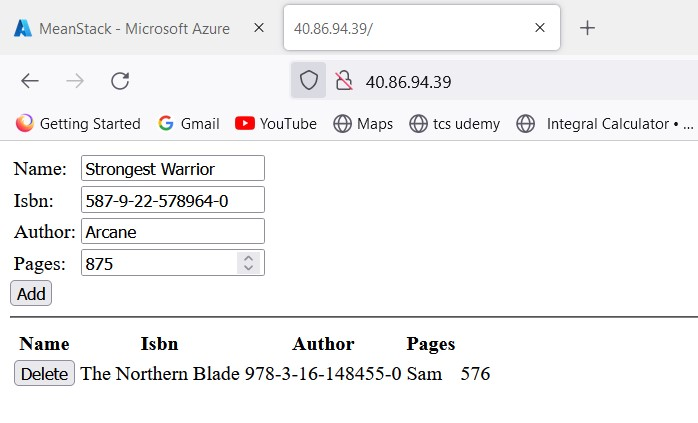 MeanStack - Microsoft Azure
40.86.94.39/
40.86.94.39
Getting Started Gmail YouTube Maps tcs udemy Integral Calculator • ...
Name: Strongest Warrior
Isbn: 587-9-22-578964-0
Author: Arcane
Pages: 875
Add
Name Isbn Author Pages
Delete The Northern Blade 978-3-16-148455-0 Sam 576